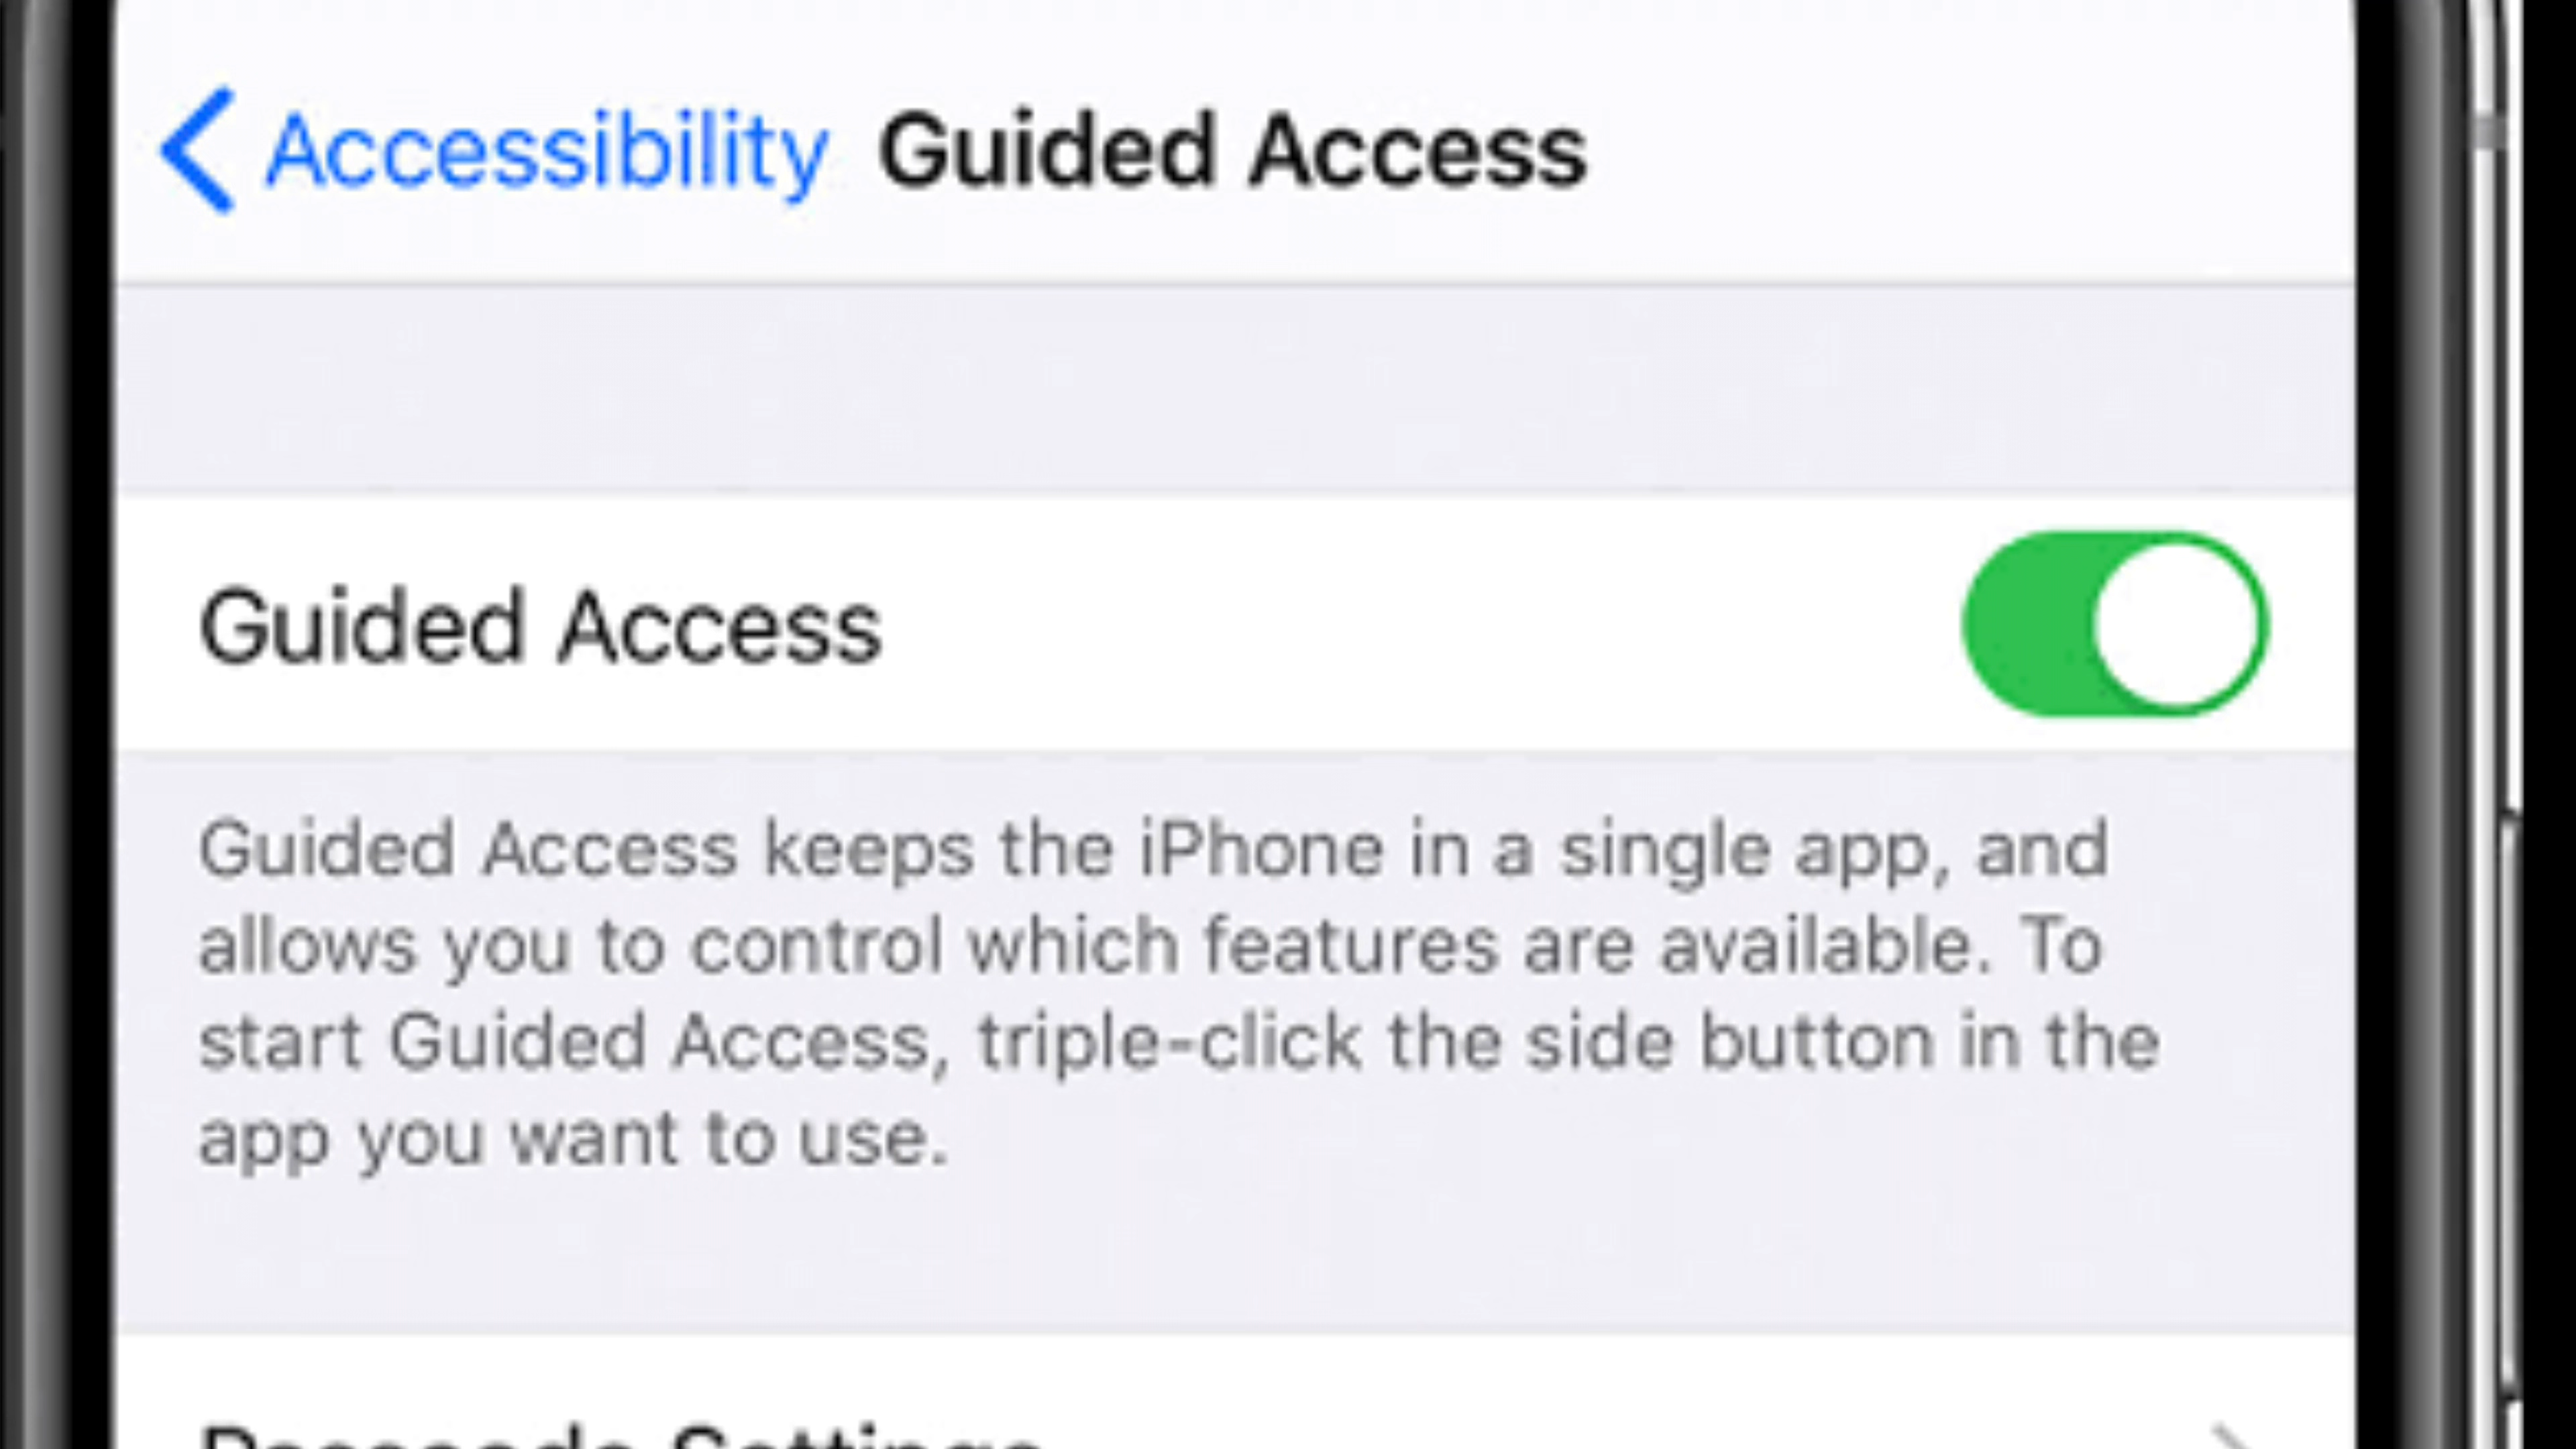 Accessibility Guided Access
Guided Access
Guided Access keeps the iPhone in a single app, and
allows you to control which features are available. To
start Guided Access, triple-click the side button in the
app you want to use.
Passcode Settings